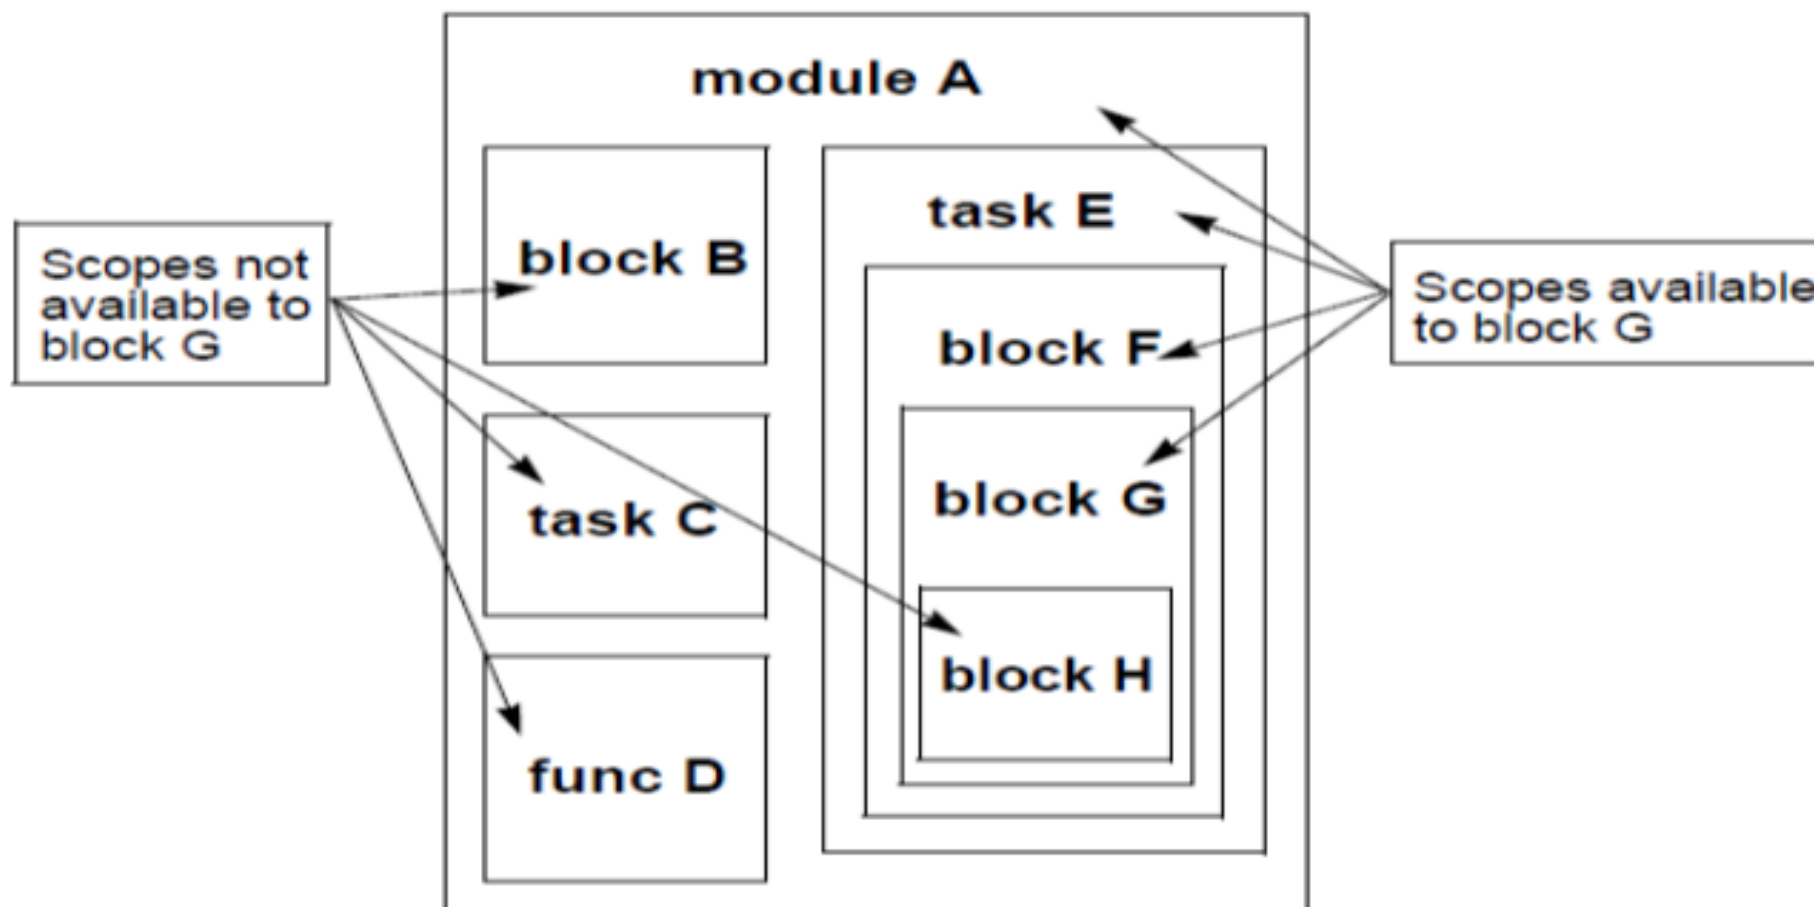 module A
task E
block B
Scopes not
available to
block G
Scopes available
to block G
block F
block G
task C
block H
func D